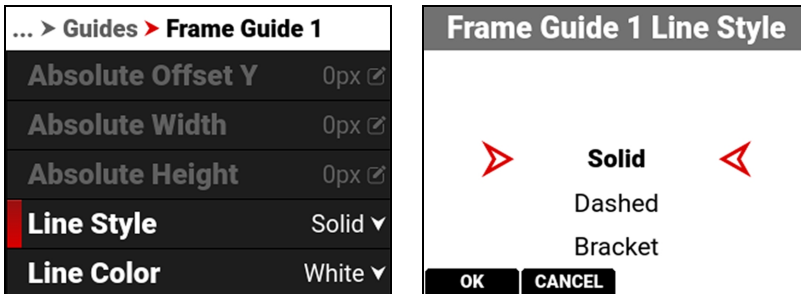 ... > Guides > Frame Guide 1
Absolute Offset Y 0px
Absolute Width 0px
Absolute Height 0px
Line Style Solid
Line Color White
Frame Guide 1 Line Style
Solid
Dashed
Bracket
OK CANCEL